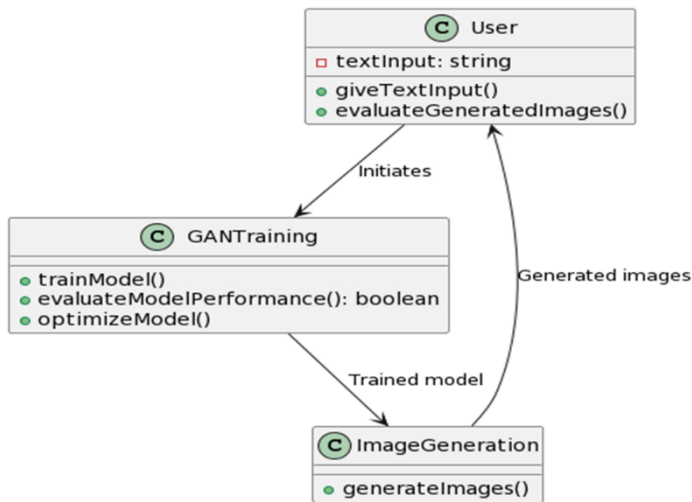 C User
textInput: string
giveTextInput()
evaluateGeneratedImages()
Initiates
C GANTraining
trainModel()
evaluateModelPerformance(): boolean
optimizeModel()
Generated images
Trained model
C ImageGeneration
generateImages()